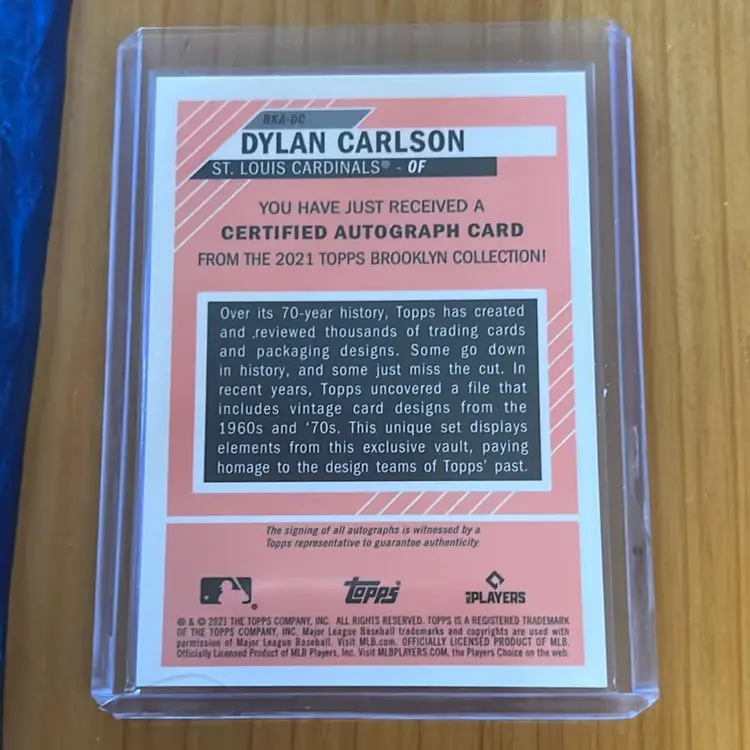 BKA-DC
DYLAN CARLSON
ST. LOUIS CARDINALS® - OF
YOU HAVE JUST RECEIVED A
CERTIFIED AUTOGRAPH CARD
FROM THE 2021 TOPPS BROOKLYN COLLECTION!
Over its 70-year history, Topps has created
and reviewed thousands of trading cards
and packaging designs. Some go down
in history, and some just miss the cut. In
recent years, Topps uncovered a file that
includes vintage card designs from the
1960s and ‘70s. This unique set displays
elements from this exclusive vault, paying
homage to the design teams of Topps’ past.
The signing of all autographs is witnessed by a
Topps representative to guarantee authenticity.
topps®
MLB PLAYERS
® & © 2021 THE TOPPS COMPANY, INC. ALL RIGHTS RESERVED. TOPPS IS A REGISTERED TRADEMARK
OF THE TOPPS COMPANY, INC. Major League Baseball trademarks and copyrights are used with
permission of Major League Baseball. Visit MLB.com. OFFICIALLY LICENSED PRODUCT OF MLB
Officially Licensed Product of MLB Players, Inc. Visit MLBPLAYERS.COM, the Players Choice on the web.